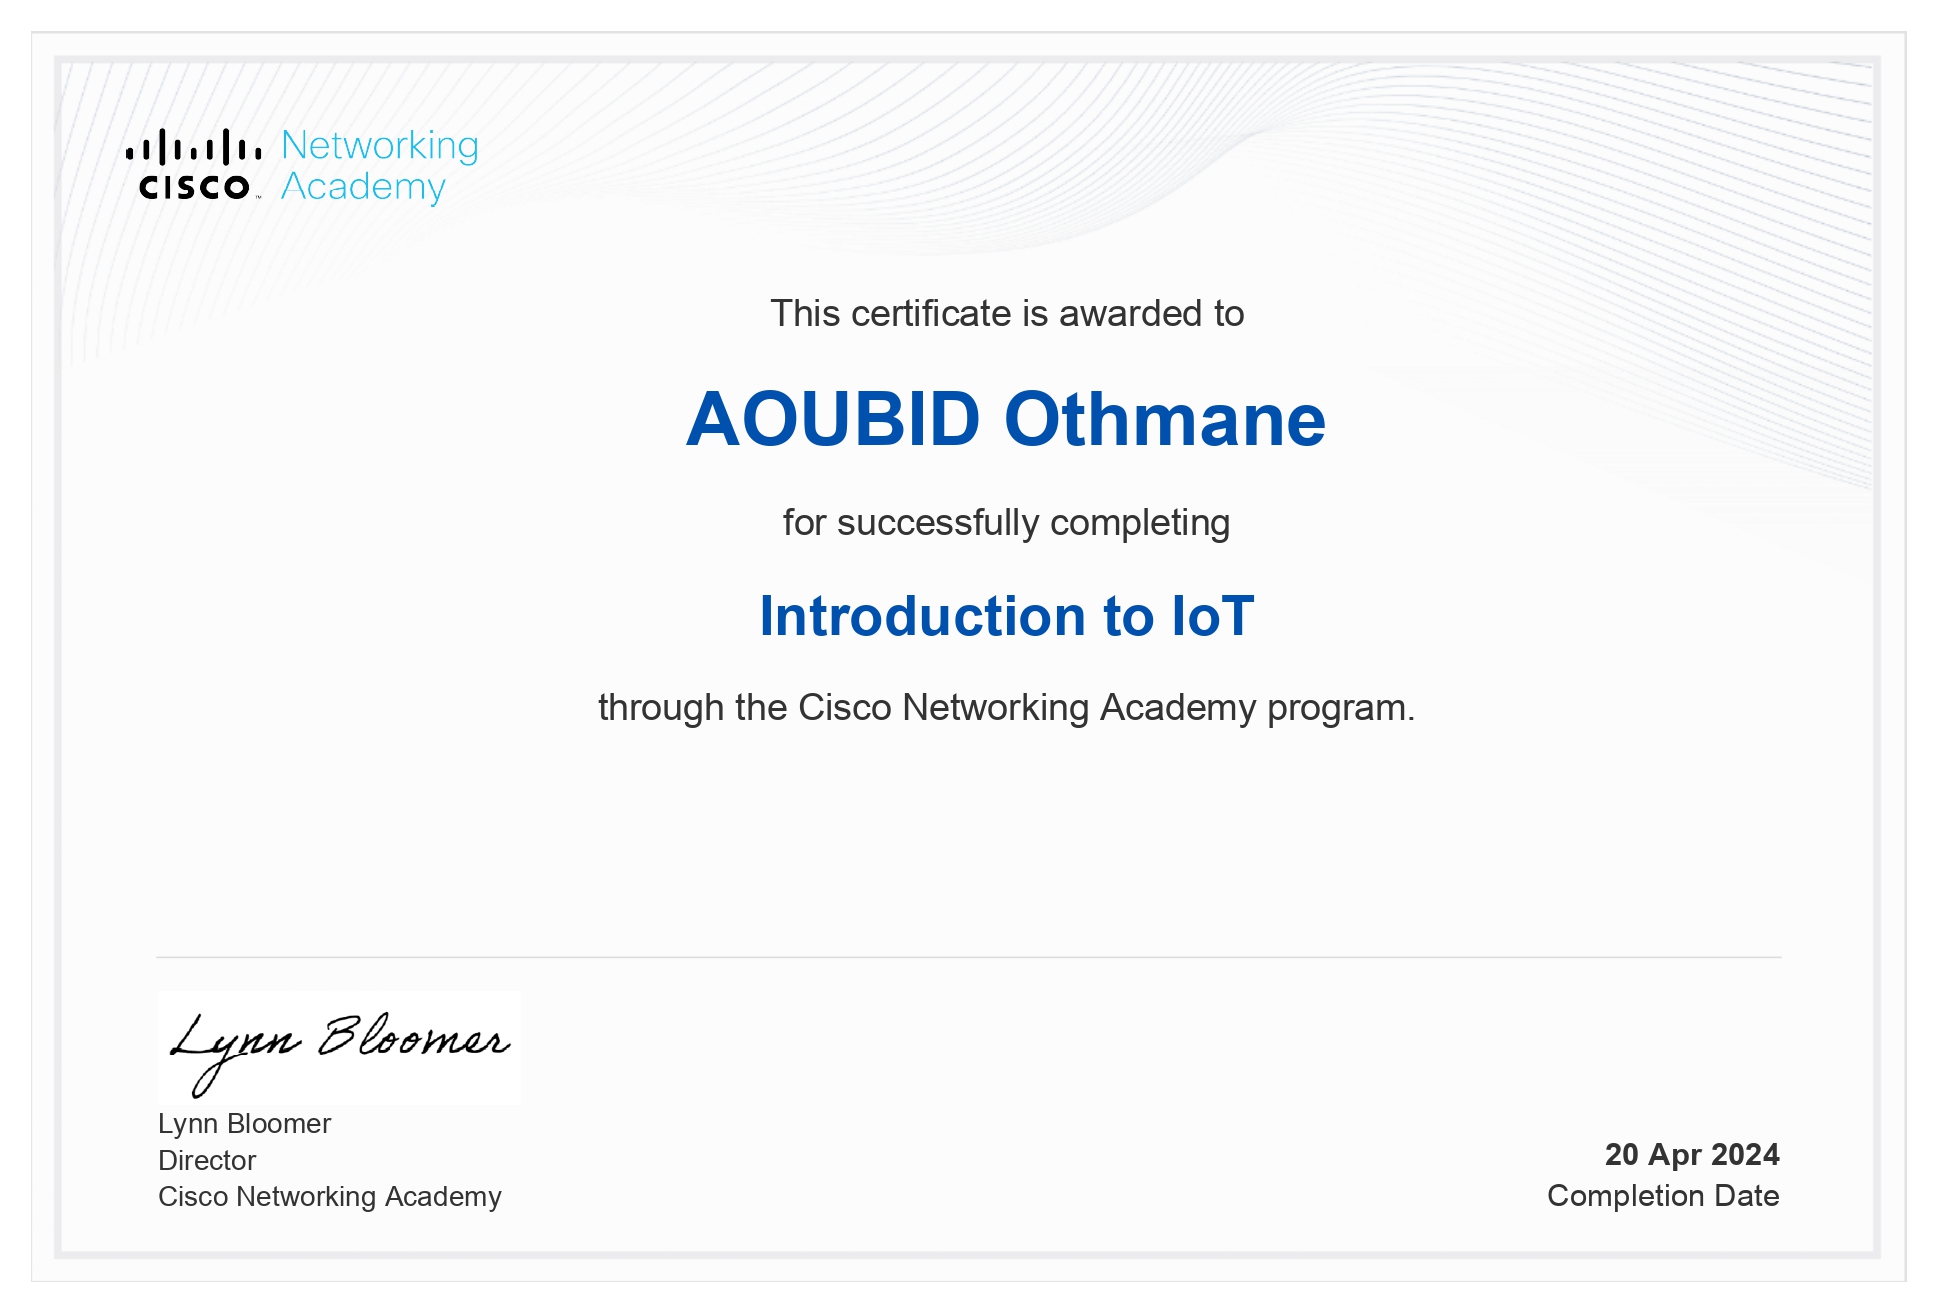 Networking
CISCO™ Academy
This certificate is awarded to
AOUBID Othmane
for successfully completing
Introduction to IoT
through the Cisco Networking Academy program.
Lynn Bloomer
Lynn Bloomer
Director
Cisco Networking Academy
20 Apr 2024
Completion Date